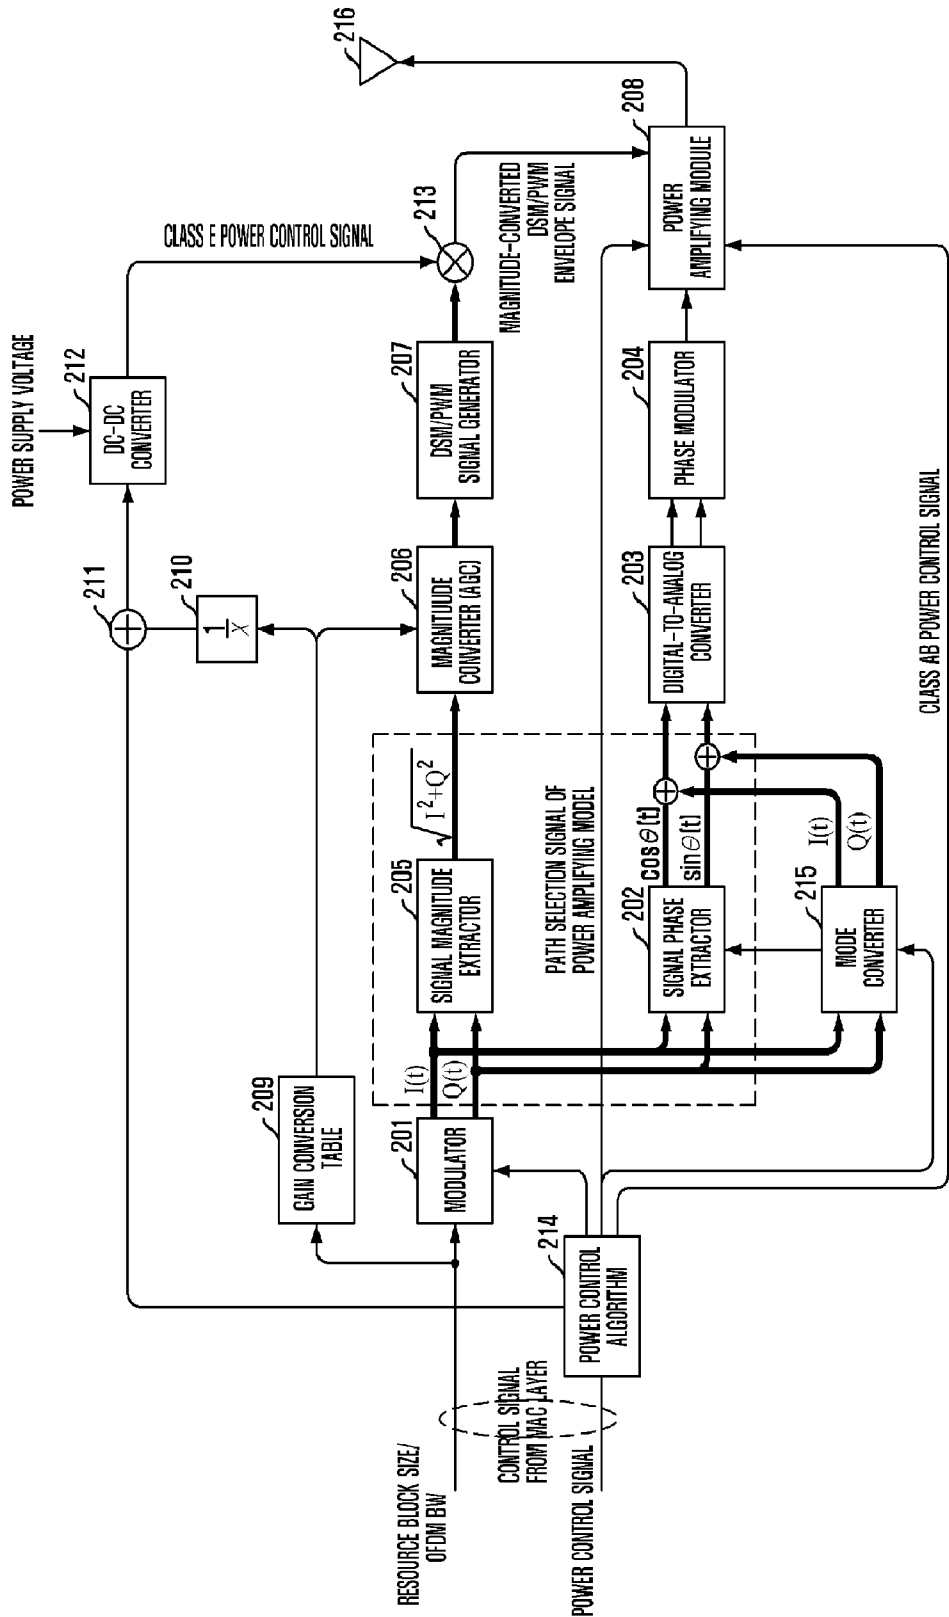 POWER SUPPLY VOLTAGE
212
DC-DC
CONVERTER
CLASS E POWER CONTROL SIGNAL
216
211
210
1
X
213
MAGNITUDE-CONVERTED
DSM/PWM
ENVELOPE SIGNAL
209
GAIN CONVERSION
TABLE
201
MODULATOR
I(t)
Q(t)
205
SIGNAL MAGNITUDE
EXTRACTOR
√I²+Q²
206
MAGNITUUDE
CONVERTER (AGC)
207
DSM/PWM
SIGNAL GENERATOR
RESOURCE BLOCK SIZE/
OFDM BW
CONTROL SIGNAL
FROM MAC LAYER
POWER CONTROL SIGNAL
214
POWER CONTROL
ALGORITHM
PATH SELECTION SIGNAL OF
POWER AMPLIFYING MODEL
202
SIGNAL PHASE
EXTRACTOR
cosθ(t)
sinθ(t)
203
DIGITAL-TO-ANALOG
CONVERTER
204
PHASE MODULATOR
208
POWER
AMPLIFYING MODULE
215
MODE
CONVERTER
I(t)
Q(t)
CLASS AB POWER CONTROL SIGNAL